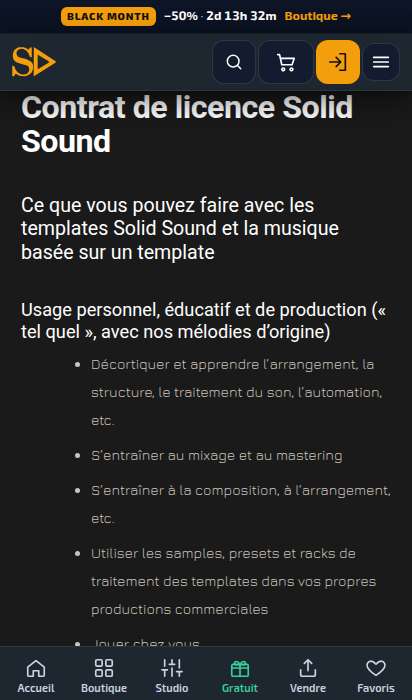 BLACK MONTH −50% · 2d 13h 32m Boutique →
Contrat de licence Solid
Sound
Ce que vous pouvez faire avec les
templates Solid Sound et la musique
basée sur un template
Usage personnel, éducatif et de production («
tel quel », avec nos mélodies d’origine)
Décortiquer et apprendre l’arrangement, la
structure, le traitement du son, l’automation,
etc.
S’entraîner au mixage et au mastering
S’entraîner à la composition, à l’arrangement,
etc.
Utiliser les samples, presets et racks de
traitement des templates dans vos propres
productions commerciales
Jouer chez vous
Accueil Boutique Studio Gratuit Vendre Favoris